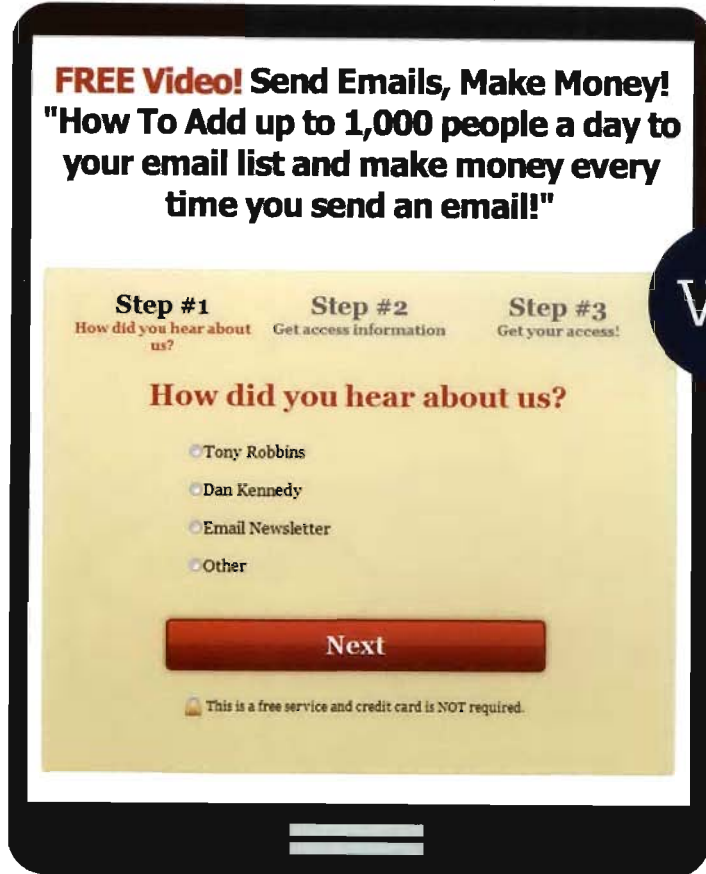 FREE Video! Send Emails, Make Money!
"How To Add up to 1,000 people a day to
your email list and make money every
time you send an email!"
Step #1
How did you hear about
us?
Step #2
Get access information
Step #3
Get your access!
How did you hear about us?
Tony Robbins
Dan Kennedy
Email Newsletter
Other
Next
This is a free service and credit card is NOT required.